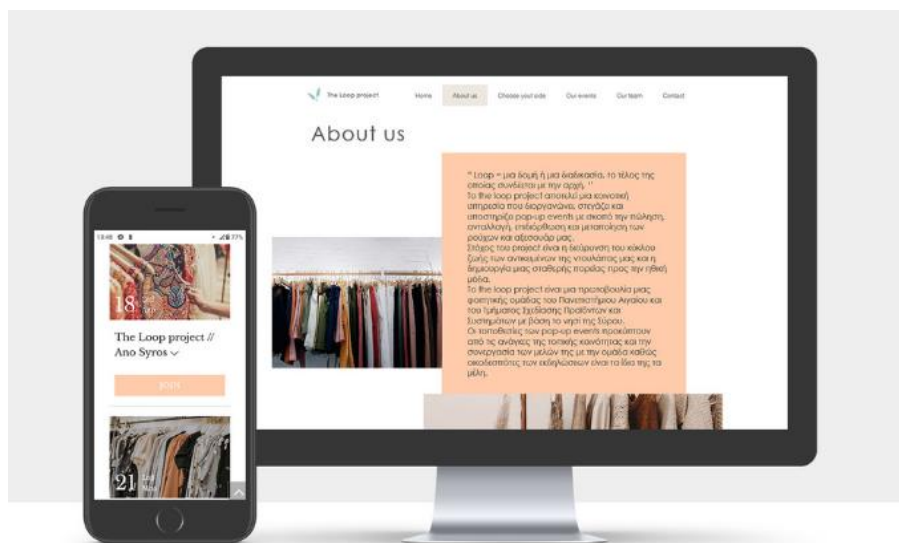 The Loop project
Home
About us
Choose your side
Our events
Our team
Contact
About us
" Loop = μια δομή ή μια διαδικασία, το τέλος της
οποίας συνδέεται με την αρχή. "
Το the loop project αποτελεί μια κοινοτική
υπηρεσία που διοργανώνει, στεγάζει και
υποστηρίζει pop-up events με σκοπό την πώληση,
ανταλλαγή, επιδιόρθωση και μεταποίηση των
ρούχων και αξεσουάρ μας.
Στόχος του project είναι η διεύρυνση του κύκλου
ζωής των αντικειμένων της ντουλάπας μας και η
δημιουργία μιας σταθερής πορείας προς την ηθική
μόδα.
Το the loop project είναι μια πρωτοβουλία μιας
φοιτητικής ομάδας του Πανεπιστήμιου Αιγαίου και
του Τμήματος Σχεδίασης Προϊόντων και
Συστημάτων με βάση το νησί της Σύρου.
Οι τοποθεσίες των pop-up events προκύπτουν
από τις ανάγκες της τοπικής κοινότητας και την
συνεργασία των μελών της με την ομάδα καθώς
οικοδεσπότες των εκδηλώσεων είναι τα ίδια της τα
μέλη.
77%
18
The Loop project //
Ano Syros
JOIN
21